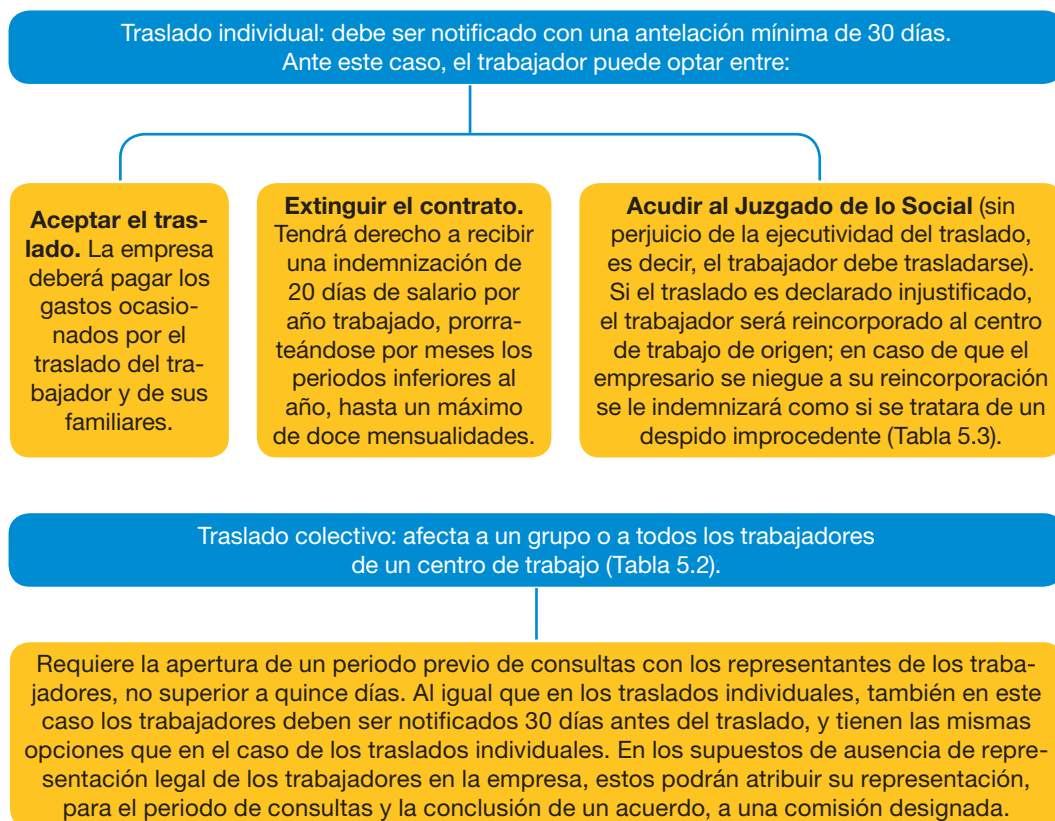 Traslado individual: debe ser notificado con una antelación mínima de 30 días.
Ante este caso, el trabajador puede optar entre:
Aceptar el tras-
lado. La empresa
deberá pagar los
gastos ocasio-
nados por el
traslado del tra-
bajador y de sus
familiares.
Extinguir el contrato.
Tendrá derecho a recibir
una indemnización de
20 días de salario por
año trabajado, prorra-
teándose por meses los
periodos inferiores al
año, hasta un máximo
de doce mensualidades.
Acudir al Juzgado de lo Social (sin
perjuicio de la ejecutividad del traslado,
es decir, el trabajador debe trasladarse).
Si el traslado es declarado injustificado,
el trabajador será reincorporado al centro
de trabajo de origen; en caso de que el
empresario se niegue a su reincorporación
se le indemnizará como si se tratara de un
despido improcedente (Tabla 5.3).
Traslado colectivo: afecta a un grupo o a todos los trabajadores
de un centro de trabajo (Tabla 5.2).
Requiere la apertura de un periodo previo de consultas con los representantes de los traba-
jadores, no superior a quince días. Al igual que en los traslados individuales, también en este
caso los trabajadores deben ser notificados 30 días antes del traslado, y tienen las mismas
opciones que en el caso de los traslados individuales. En los supuestos de ausencia de repre-
sentación legal de los trabajadores en la empresa, estos podrán atribuir su representación,
para el periodo de consultas y la conclusión de un acuerdo, a una comisión designada.